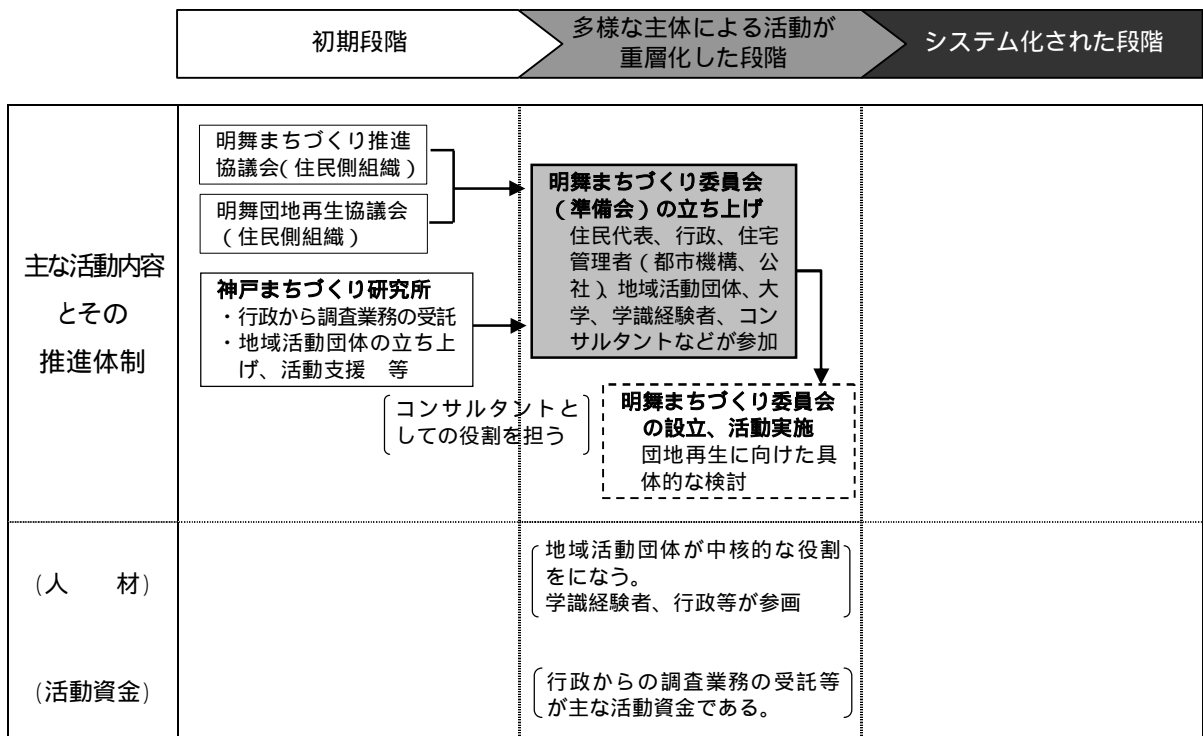 初期段階
多様な主体による活動が
重層化した段階
システム化された段階
主な活動内容
とその
推進体制
明舞まちづくり推進
協議会(住民側組織)
明舞団地再生協議会
(住民側組織)
神戸まちづくり研究所
・行政から調査業務の受託
・地域活動団体の立ち上
げ、活動支援　等
コンサルタントと
しての役割を担う
明舞まちづくり委員会
(準備会)の立ち上げ
住民代表、行政、住宅
管理者(都市機構、公
社)、地域活動団体、大
学、学識経験者、コン
サルタントなどが参加
明舞まちづくり委員会
の設立、活動実施
団地再生に向けた具
体的な検討
(人　　材)
地域活動団体が中核的な役割
をになう。
学識経験者、行政等が参画
(活動資金)
行政からの調査業務の受託等
が主な活動資金である。